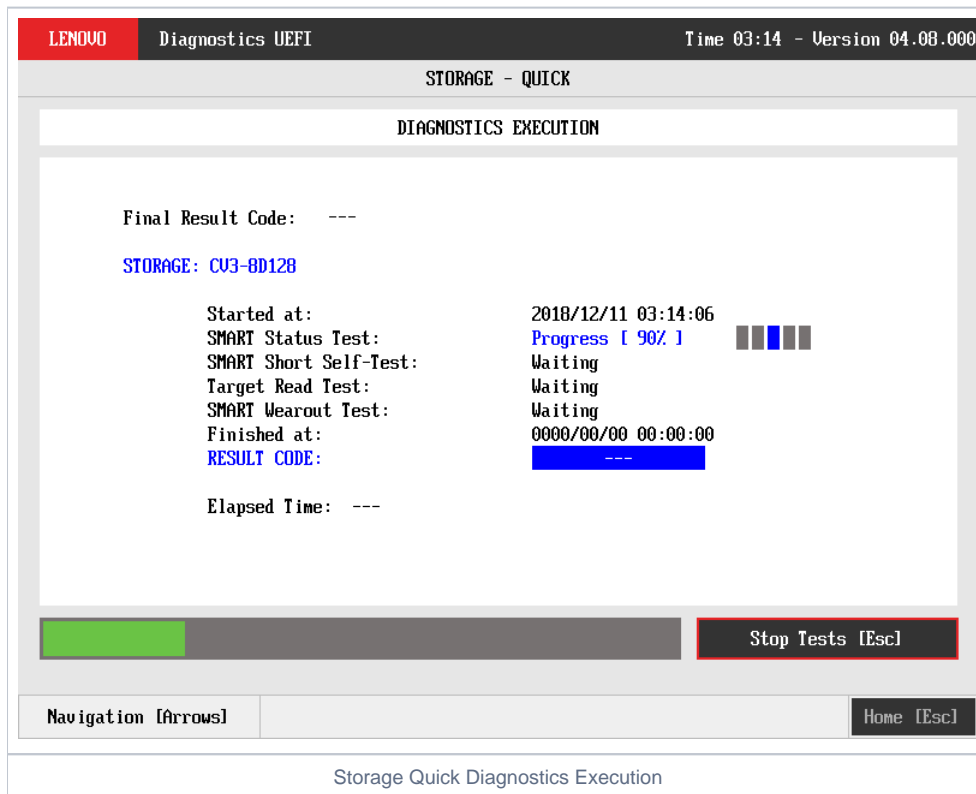 LENOVO Diagnostics UEFI Time 03:14 - Version 04.08.000
STORAGE - QUICK
DIAGNOSTICS EXECUTION
Final Result Code: ---
STORAGE: CV3-8D128
Started at: 2018/12/11 03:14:06
SMART Status Test: Progress [ 90% ]
SMART Short Self-Test: Waiting
Target Read Test: Waiting
SMART Wearout Test: Waiting
Finished at: 0000/00/00 00:00:00
RESULT CODE: ---
Elapsed Time: ---
Stop Tests [Esc]
Navigation [Arrows] Home [Esc]
Storage Quick Diagnostics Execution